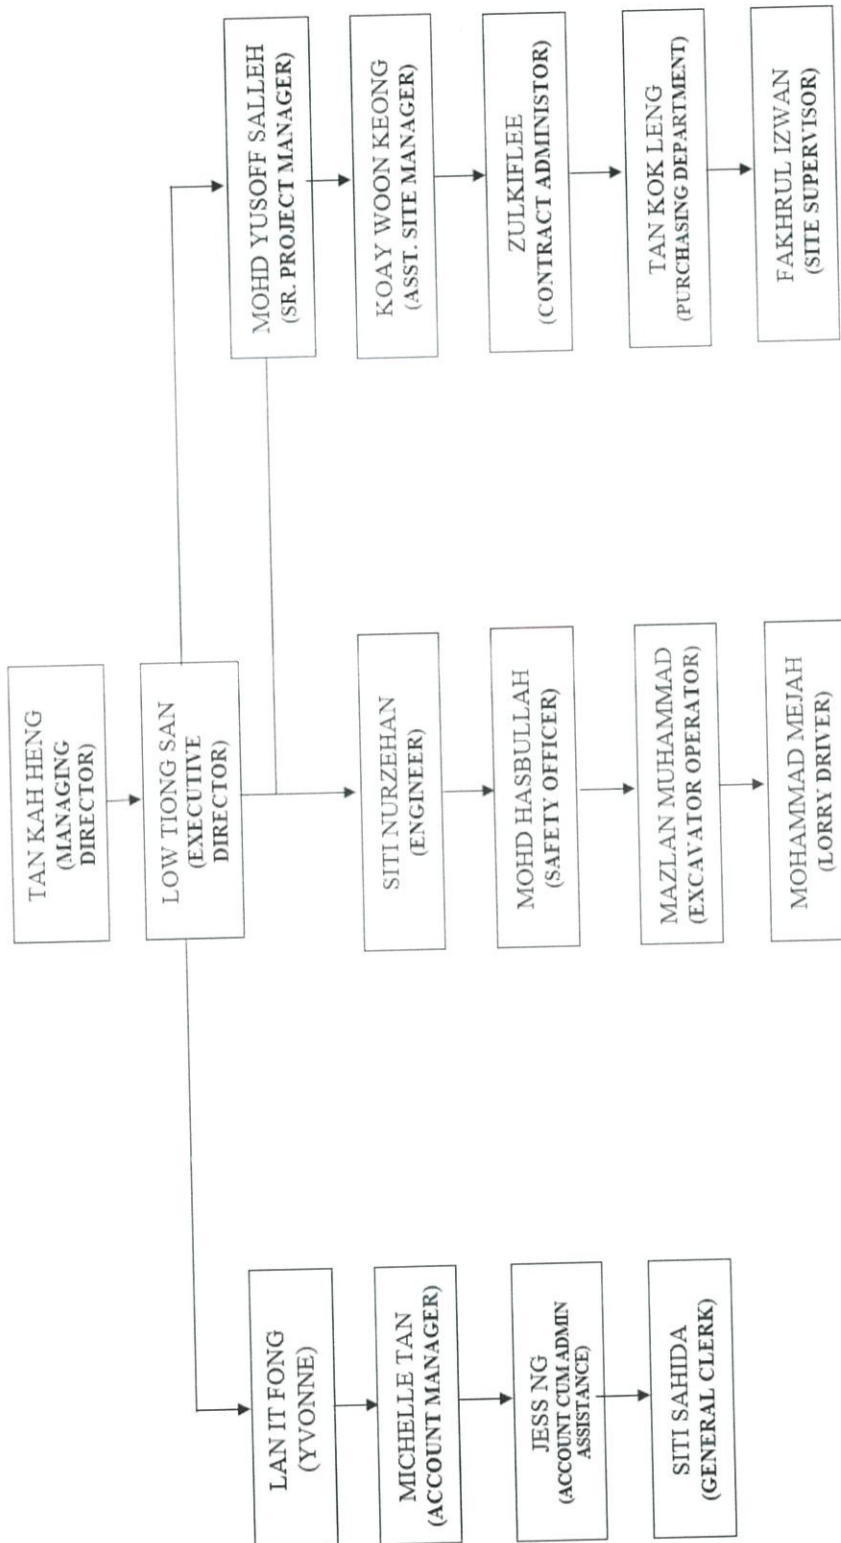 TAN KAH HENG
(MANAGING
DIRECTOR)
LOW TIONG SAN
(EXECUTIVE
DIRECTOR)
LAN IT FONG
(YVONNE)
MICHELLE TAN
(ACCOUNT MANAGER)
JESS NG
(ACCOUNT CUM ADMIN
ASSISTANCE)
SITI SAHIDA
(GENERAL CLERK)
SITI NURZEHAN
(ENGINEER)
MOHD HASBULLAH
(SAFETY OFFICER)
MAZLAN MUHAMMAD
(EXCAVATOR OPERATOR)
MOHAMMAD MEJAH
(LORRY DRIVER)
MOHD YUSOFF SALLEH
(SR. PROJECT MANAGER)
KOAY WOON KEONG
(ASST. SITE MANAGER)
ZULKIFLEE
(CONTRACT ADMINISTOR)
TAN KOK LENG
(PURCHASING DEPARTMENT)
FAKHRUL IZWAN
(SITE SUPERVISOR)